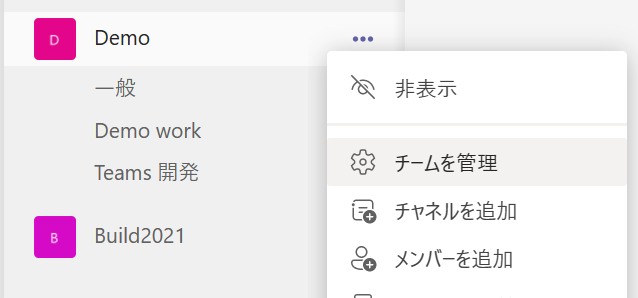 D Demo
一般
Demo work
Teams 開発
B Build2021
非表示
チームを管理
チャネルを追加
メンバーを追加